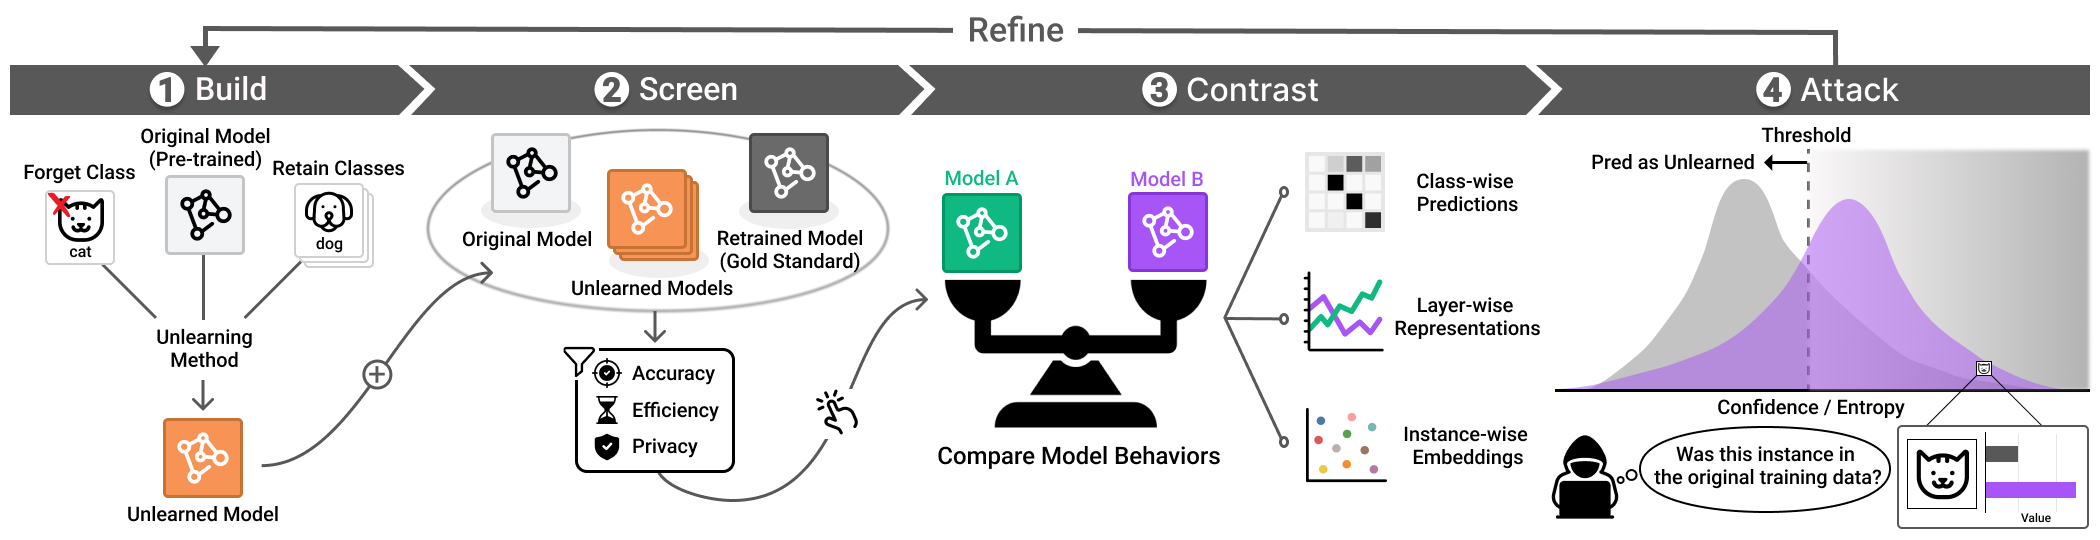 Refine
1 Build
2 Screen
3 Contrast
4 Attack
Original Model
(Pre-trained)
Forget Class
Retain Classes
cat
dog
Unlearning
Method
Unlearned Model
Original Model
Retrained Model
(Gold Standard)
Unlearned Models
Accuracy
Efficiency
Privacy
Model A
Model B
Compare Model Behaviors
Class-wise
Predictions
Layer-wise
Representations
Instance-wise
Embeddings
Threshold
Pred as Unlearned
Confidence / Entropy
Was this instance in
the original training data?
Value